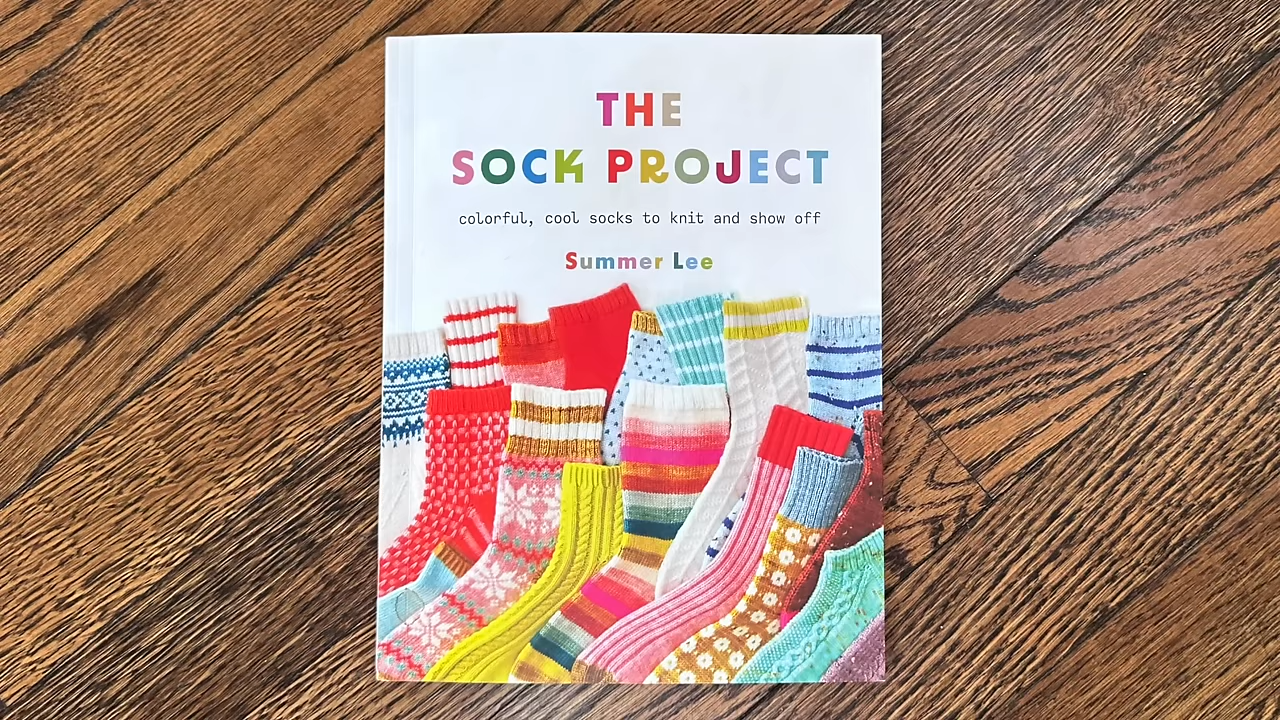 THE
SOCK PROJECT
colorful, cool socks to knit and show off
Summer Lee